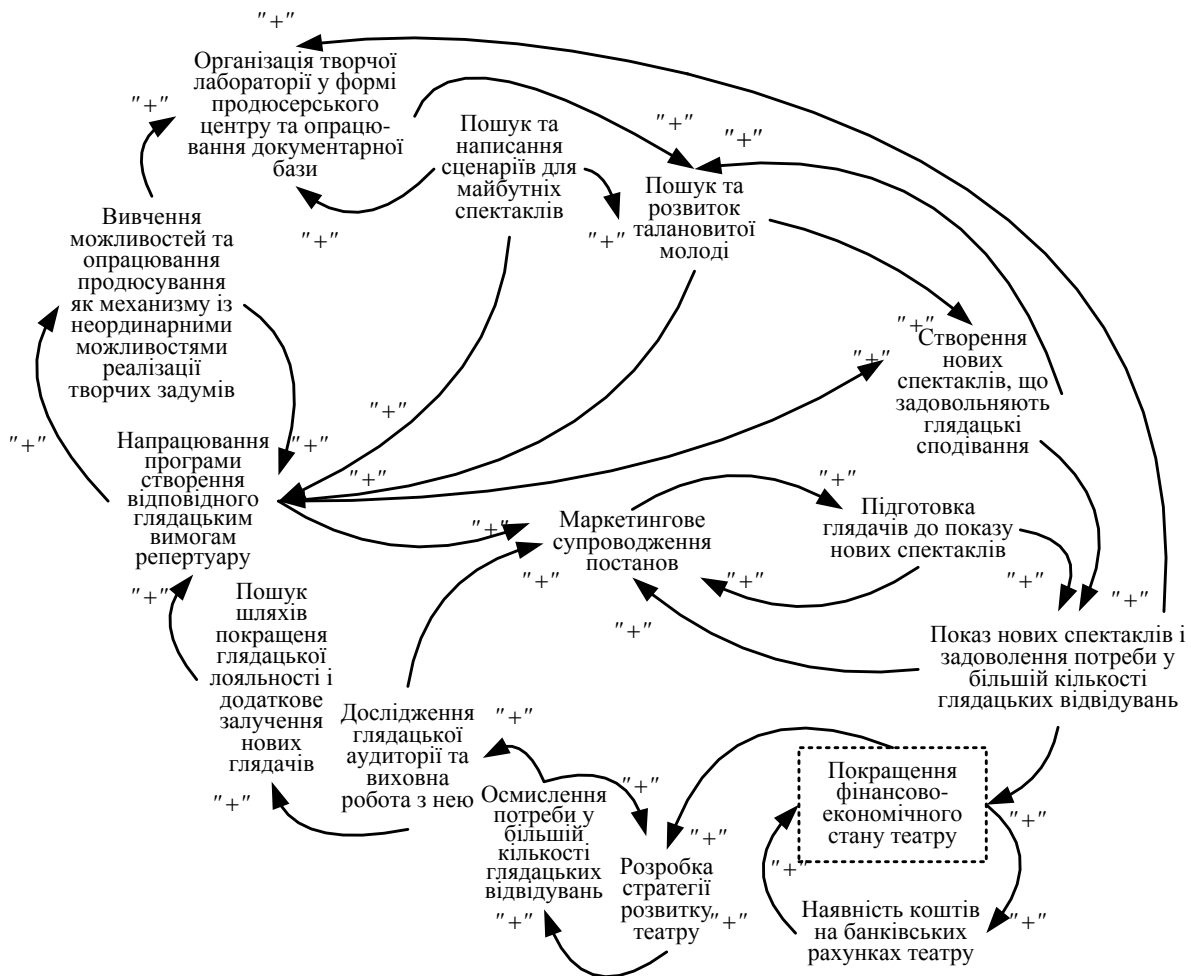 "+"
Організація творчої
лабораторії у формі
продюсерського
центру та опрацю-
вання документарної
бази
"+"
"+"
Пошук та
написання
сценаріїв для
майбутніх
спектаклів
"+"
"+"
"+"
Пошук та
розвиток
талановитої
молоді
Вивчення
можливостей та
опрацювання
продюсування
як механізму із
неординарними
можливостями
реалізації
творчих задумів
"+"
"+"
"+"
Створення
нових
спектаклів, що
задовольняють
глядацькі
сподівання
"+"
"+"
"+"
"+"
Напрацювання
програми
створення
відповідного
глядацьким
вимогам
репертуару
"+"
"+"
Маркетингове
супроводження
постанов
"+"
"+"
"+"
Підготовка
глядачів до показу
нових спектаклів
"+"
"+"
"+"
Показ нових спектаклів і
задоволення потреби у
більшій кількості
глядацьких відвідувань
Пошук
шляхів
покращеня
глядацької
лояльності і
додаткове
залучення
нових
глядачів
"+"
Дослідження
глядацької
аудиторії та
виховна
робота з нею
"+"
"+"
Осмислення
потреби у
більшій
кількості
глядацьких
відвідувань
"+"
"+"
Розробка
стратегії
розвитку
театру
"+"
Покращення
фінансово-
економічного
стану театру
"+"
"+"
Наявність коштів
на банківських
рахунках театру
"+"